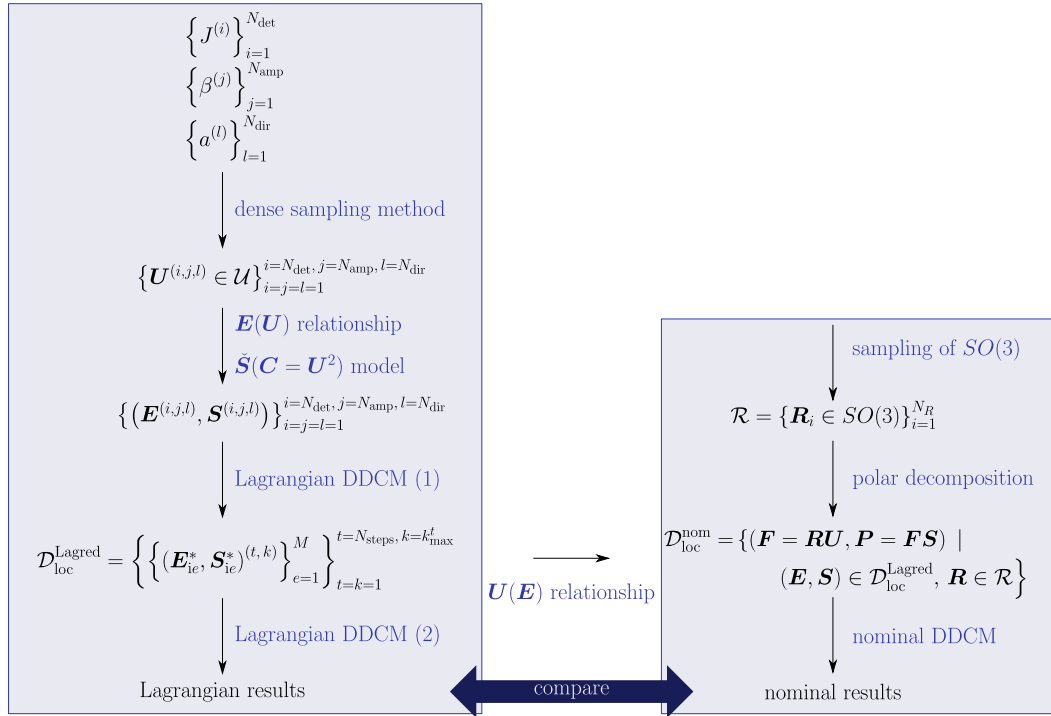 {J^(i)}_{i=1}^{N_det}
{β^(j)}_{j=1}^{N_amp}
{a^(l)}_{l=1}^{N_dir}
dense sampling method
{U^(i,j,l) ∈ 𝒰}_{i=j=l=1}^{i=N_det, j=N_amp, l=N_dir}
E(U) relationship
Š(C = U²) model
{(E^(i,j,l), S^(i,j,l))}_{i=j=l=1}^{i=N_det, j=N_amp, l=N_dir}
Lagrangian DDCM (1)
𝒟_loc^Lagred = {{(E*_ie, S*_ie)^(t,k)}_{e=1}^{M}}_{t=k=1}^{t=N_steps, k=k_max^t}
Lagrangian DDCM (2)
Lagrangian results
U(E) relationship
compare
sampling of SO(3)
ℛ = {R_i ∈ SO(3)}_{i=1}^{N_R}
polar decomposition
𝒟_loc^nom = {(F = RU, P = FS) |
(E, S) ∈ 𝒟_loc^Lagred, R ∈ ℛ}
nominal DDCM
nominal results